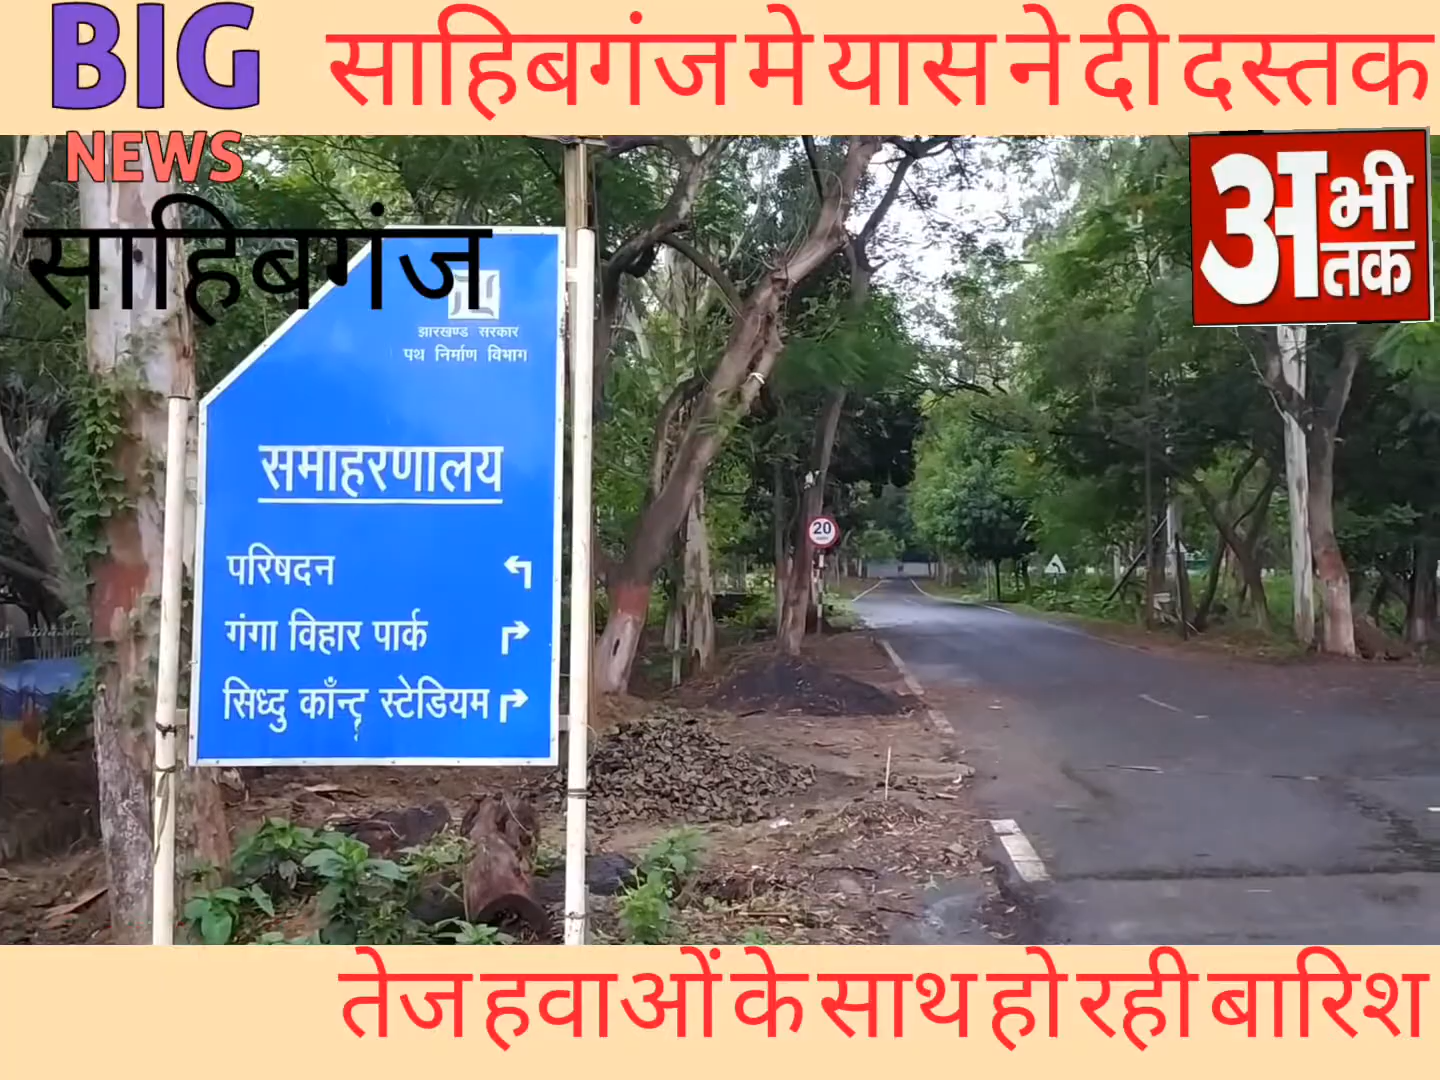 BIG
NEWS
साहिबगंज मे यास ने दी दस्तक
साहिबगंज
अभी
तक
झारखण्ड सरकार
पथ निर्माण विभाग
समाहरणालय
परिषदन
गंगा विहार पार्क
सिध्दु काँन्दू स्टेडियम
20
तेज हवाओं के साथ हो रही बारिश